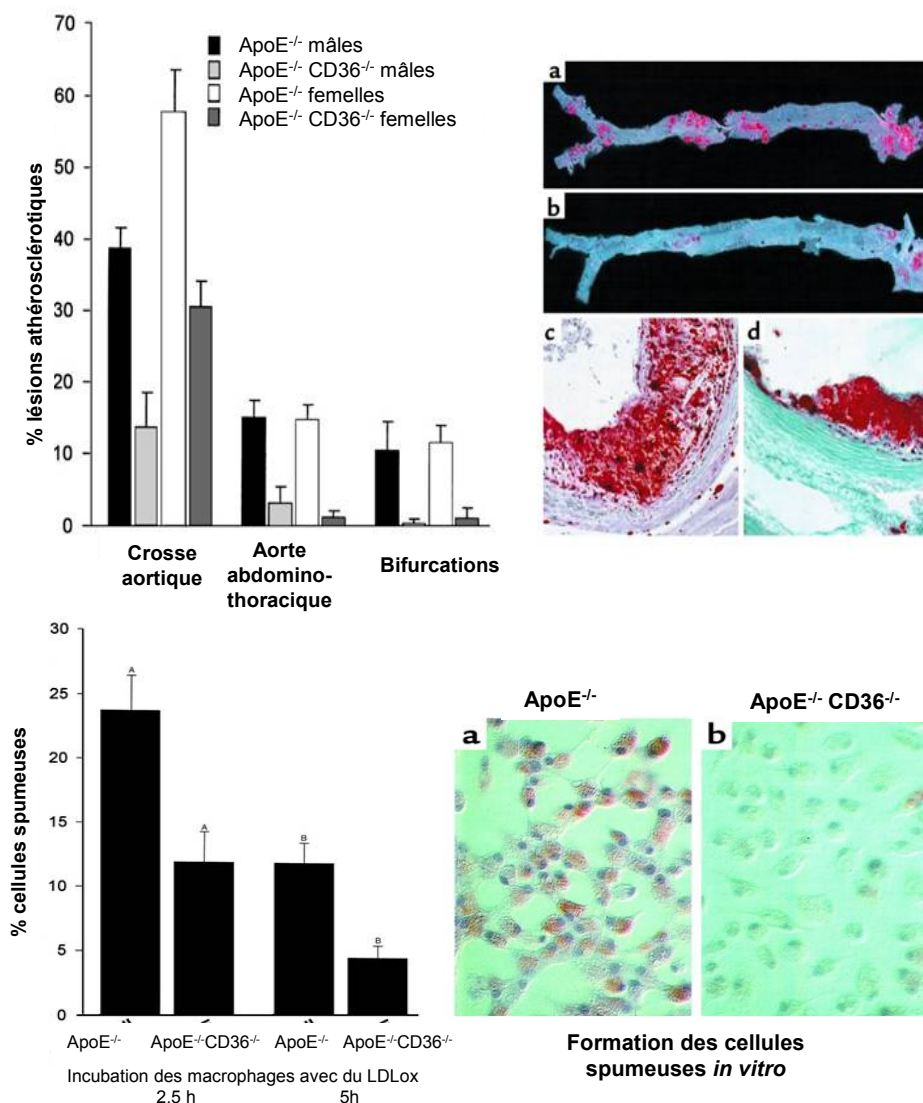 70
60
50
40
30
20
10
0
% lésions athérosclérotiques
ApoE-/- mâles
ApoE-/- CD36-/- mâles
ApoE-/- femelles
ApoE-/- CD36-/- femelles
Crosse
aortique
Aorte
abdomino-
thoracique
Bifurcations
a
b
c
d
30
25
20
15
10
5
0
% cellules spumeuses
A
A
B
B
ApoE-/-
ApoE-/-CD36-/-
ApoE-/-
ApoE-/-CD36-/-
Incubation des macrophages avec du LDLox
2.5 h
5h
ApoE-/-
ApoE-/- CD36-/-
a
b
Formation des cellules
spumeuses in vitro